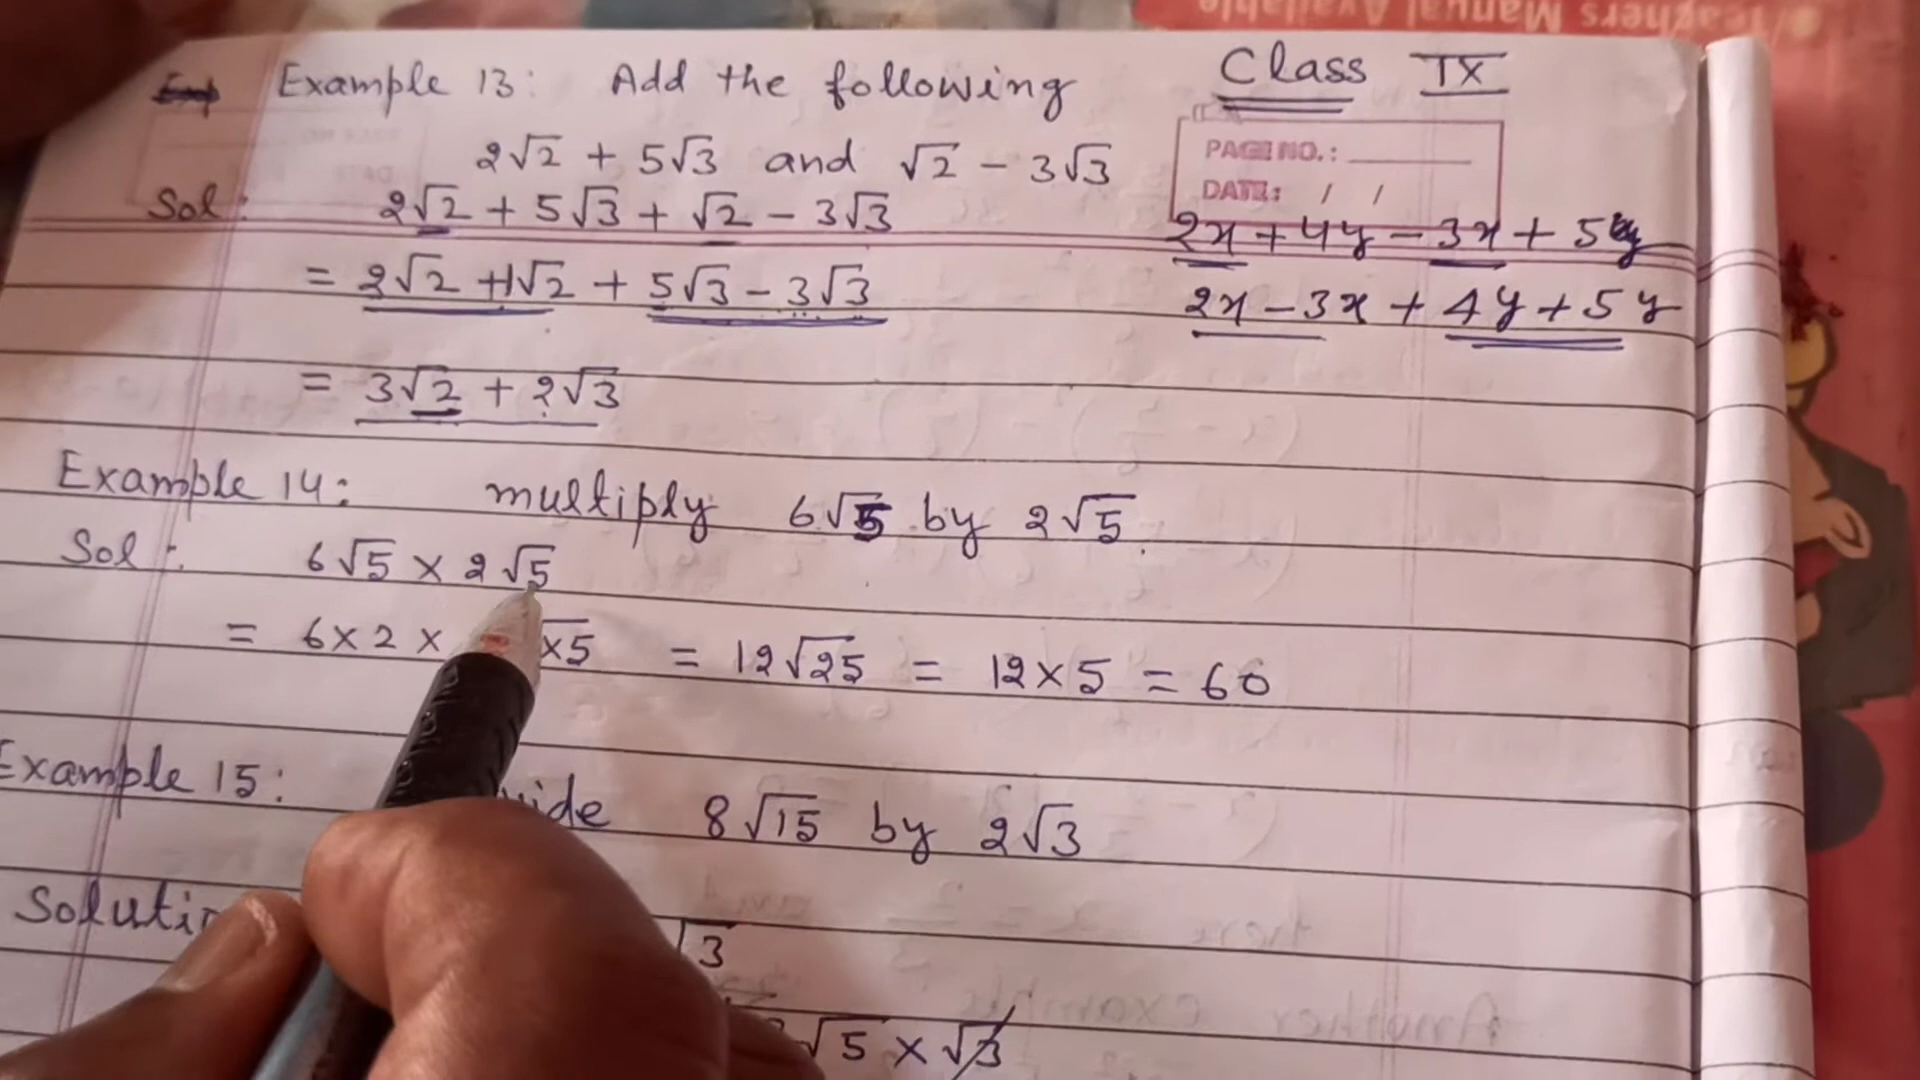 Teachers Manual Available
Example 13: Add the following
Class IX
2√2 + 5√3 and √2 - 3√3
PAGE NO.:
DATE: / /
Sol: 2√2 + 5√3 + √2 - 3√3
2x + 4y - 3x + 5y
= 2√2 + 1√2 + 5√3 - 3√3
2x - 3x + 4y + 5y
= 3√2 + 2√3
Example 14: multiply 6√5 by 2√5.
Sol: 6√5 × 2√5
= 6×2× ×5 = 12√25 = 12×5 = 60
Example 15: 8√15 by 2√3
√3
√5 × √3